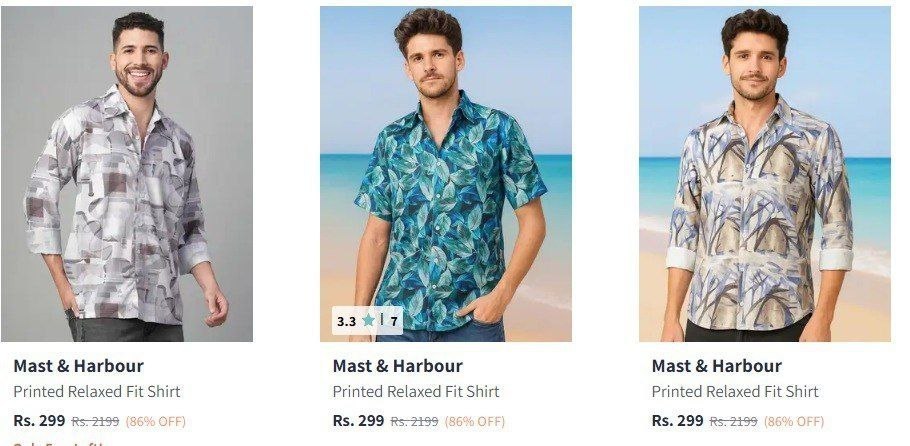 3.3 ★ | 7
Mast & Harbour
Printed Relaxed Fit Shirt
Rs. 299 Rs. 2199 (86% OFF)
Mast & Harbour
Printed Relaxed Fit Shirt
Rs. 299 Rs. 2199 (86% OFF)
Mast & Harbour
Printed Relaxed Fit Shirt
Rs. 299 Rs. 2199 (86% OFF)